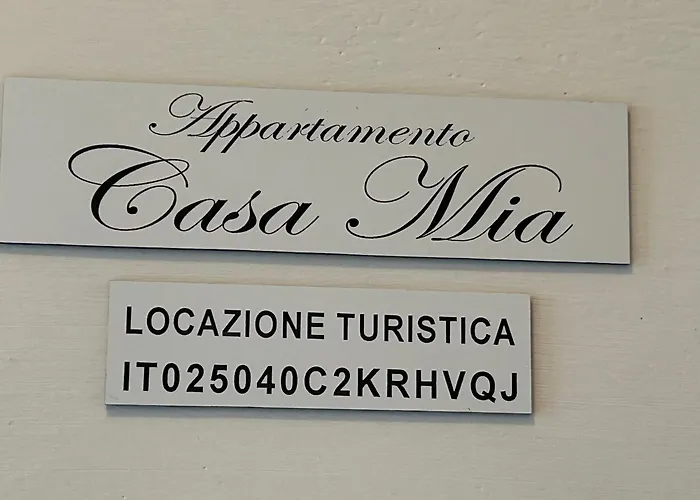 Appartamento
Casa Mia
LOCAZIONE TURISTICA
IT025040C2KRHVQJ